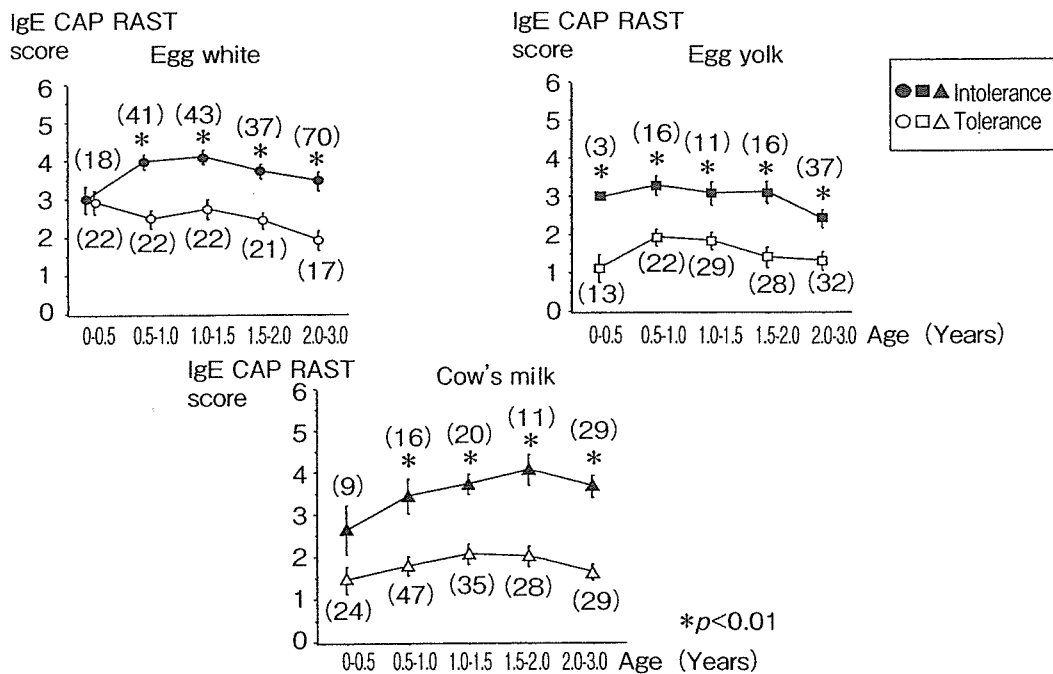 IgE CAP RAST
score
Egg white
6
5
4
3
2
1
0
(18)
(41)
(43)
(37)
(70)
* * * *
(22)
(22)
(22)
(21)
(17)
0-0.5 0.5-1.0 1.0-1.5 1.5-2.0 2.0-3.0
IgE CAP RAST
score
Egg yolk
6
5
4
3
2
1
0
(3)
(16)
(11)
(16)
(37)
* * * * *
(13)
(22)
(29)
(28)
(32)
0-0.5 0.5-1.0 1.0-1.5 1.5-2.0 2.0-3.0 Age (Years)
●■▲ Intolerance
○□△ Tolerance
IgE CAP RAST
score
Cow's milk
6
5
4
3
2
1
0
(9)
(16)
(20)
(11)
(29)
* * * *
(24)
(47)
(35)
(28)
(29)
0-0.5 0.5-1.0 1.0-1.5 1.5-2.0 2.0-3.0 Age (Years)
*p<0.01